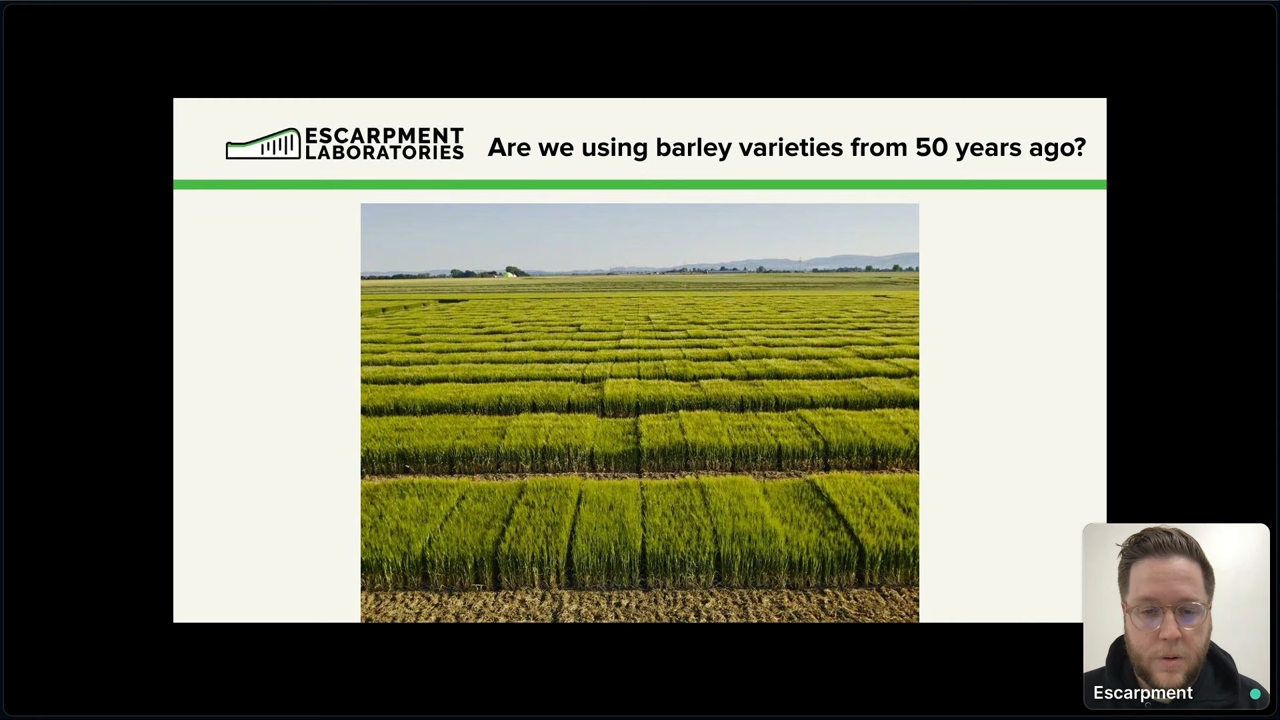 ESCARPMENT
LABORATORIES
Are we using barley varieties from 50 years ago?
Escarpment